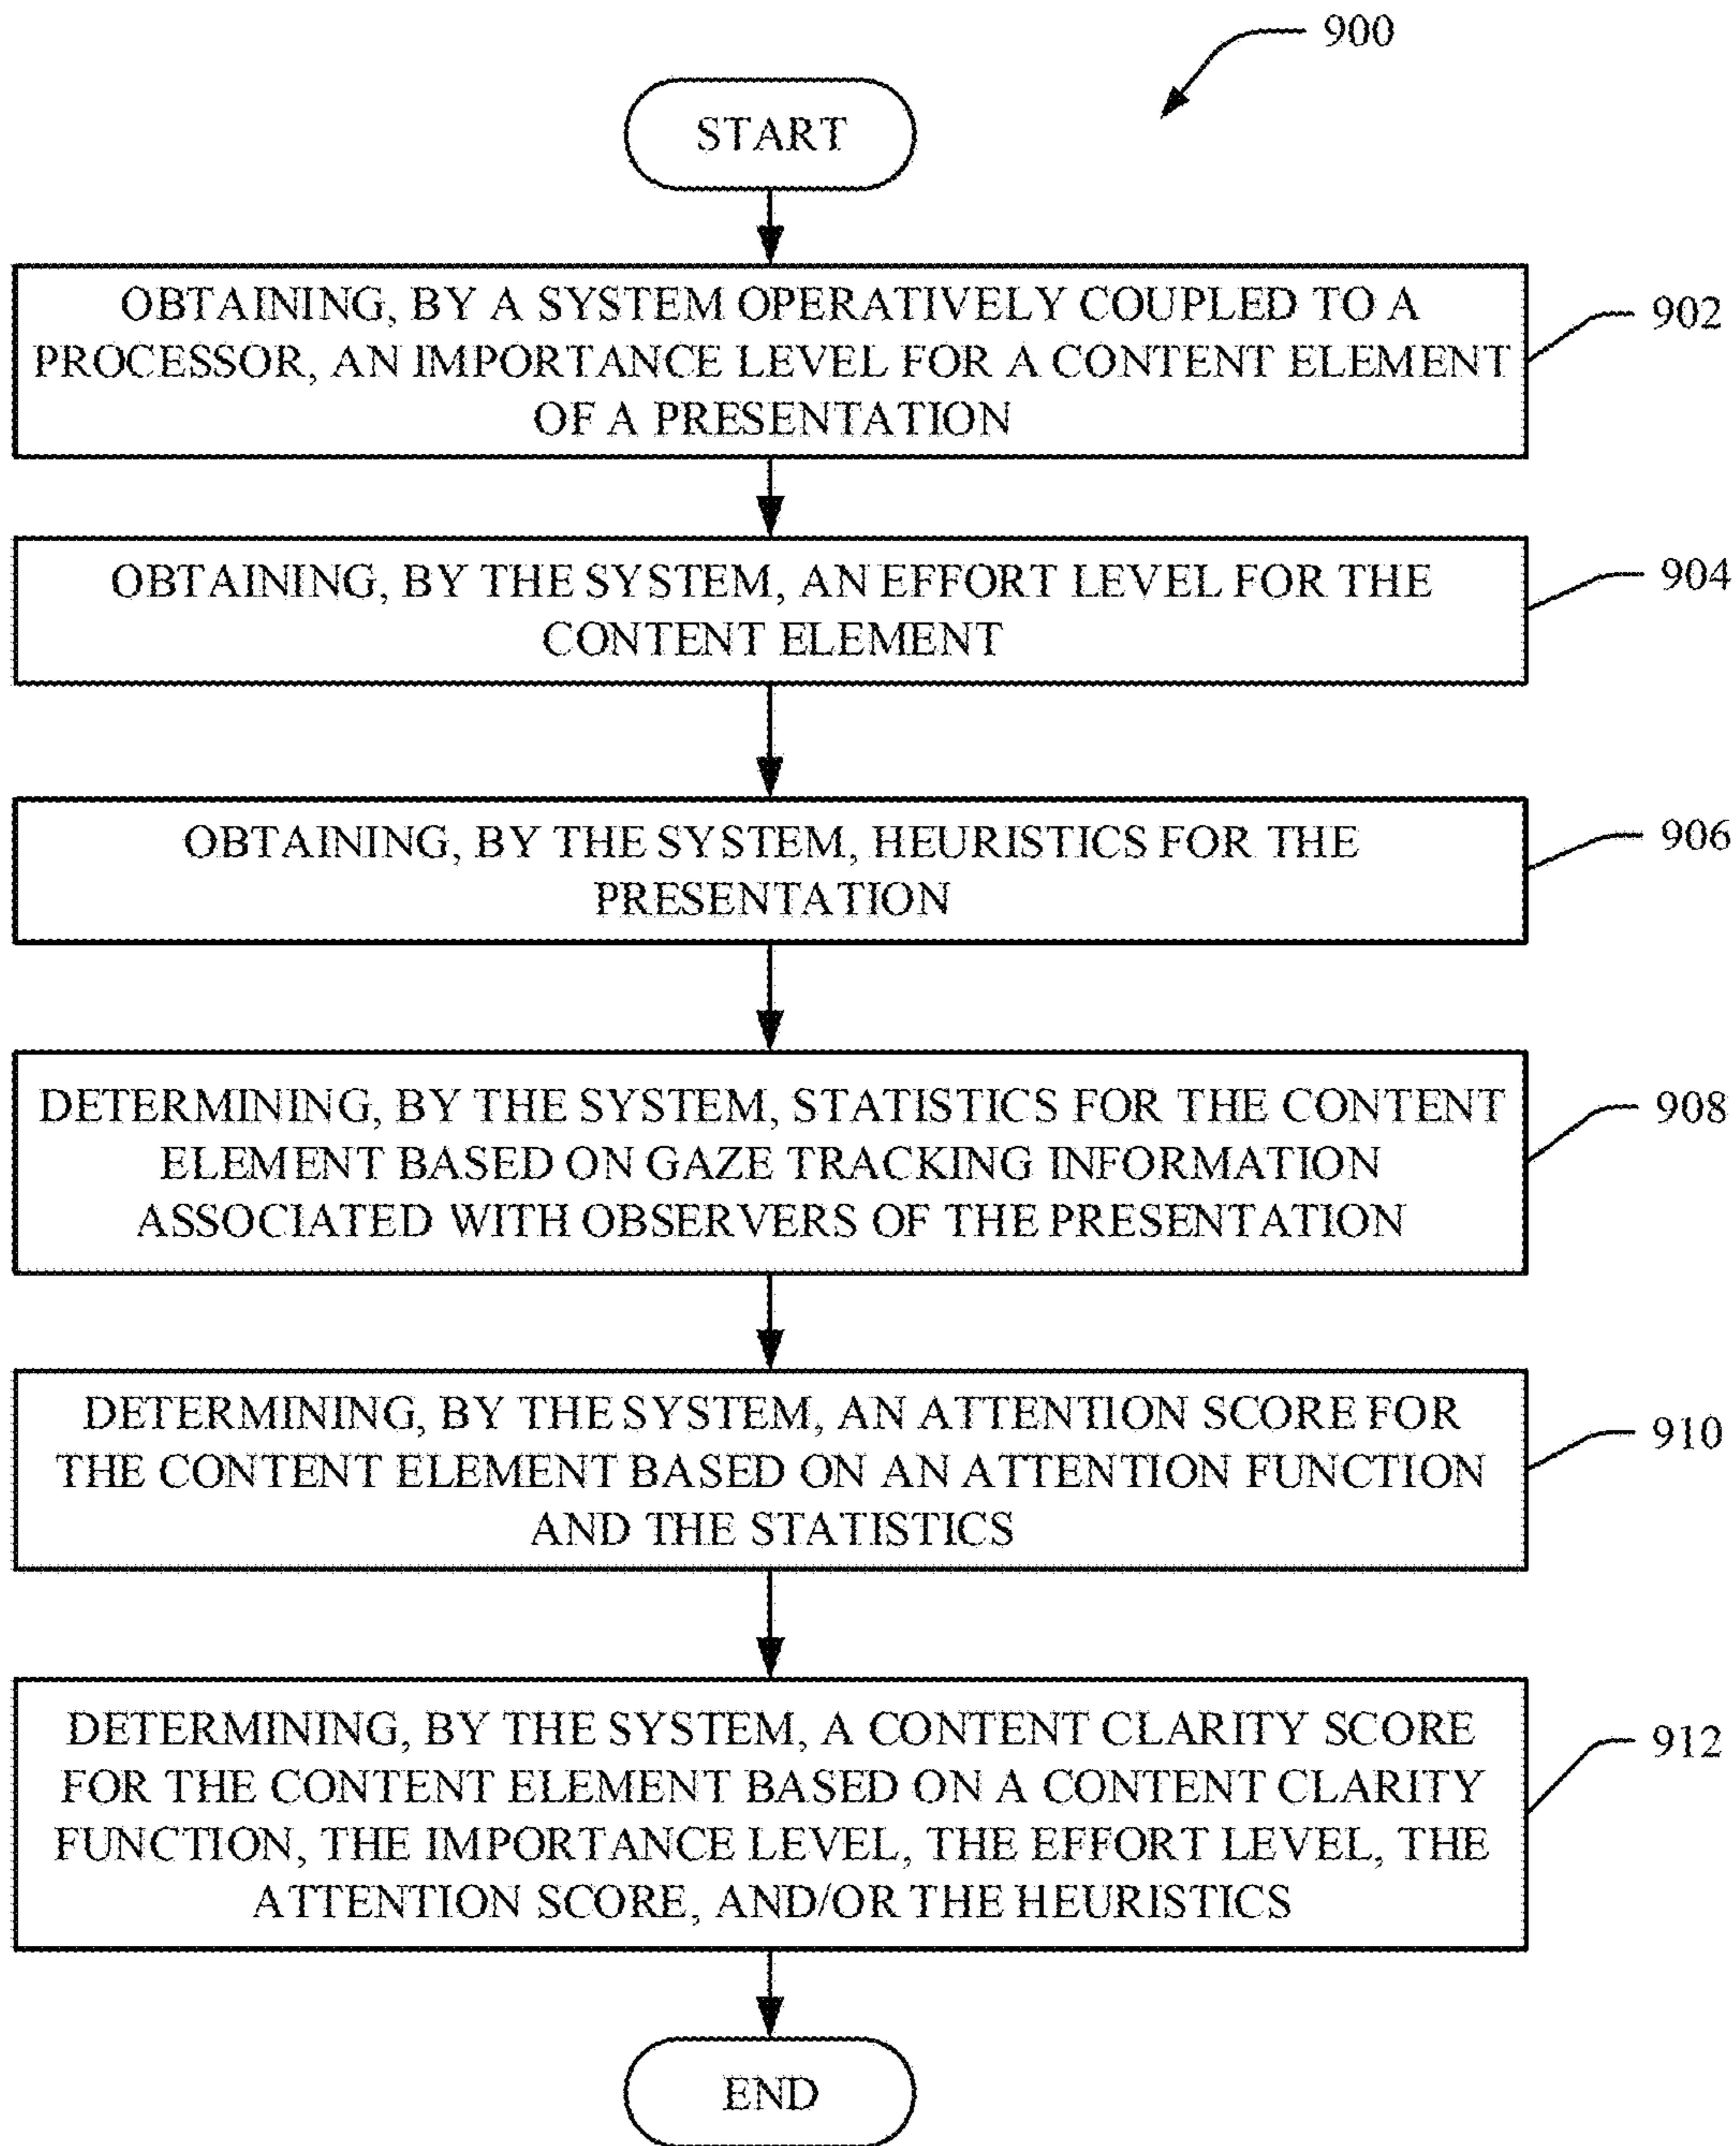 900
START
OBTAINING, BY A SYSTEM OPERATIVELY COUPLED TO A
PROCESSOR, AN IMPORTANCE LEVEL FOR A CONTENT ELEMENT
OF A PRESENTATION
902
OBTAINING, BY THE SYSTEM, AN EFFORT LEVEL FOR THE
CONTENT ELEMENT
904
OBTAINING, BY THE SYSTEM, HEURISTICS FOR THE
PRESENTATION
906
DETERMINING, BY THE SYSTEM, STATISTICS FOR THE CONTENT
ELEMENT BASED ON GAZE TRACKING INFORMATION
ASSOCIATED WITH OBSERVERS OF THE PRESENTATION
908
DETERMINING, BY THE SYSTEM, AN ATTENTION SCORE FOR
THE CONTENT ELEMENT BASED ON AN ATTENTION FUNCTION
AND THE STATISTICS
910
DETERMINING, BY THE SYSTEM, A CONTENT CLARITY SCORE
FOR THE CONTENT ELEMENT BASED ON A CONTENT CLARITY
FUNCTION, THE IMPORTANCE LEVEL, THE EFFORT LEVEL, THE
ATTENTION SCORE, AND/OR THE HEURISTICS
912
END